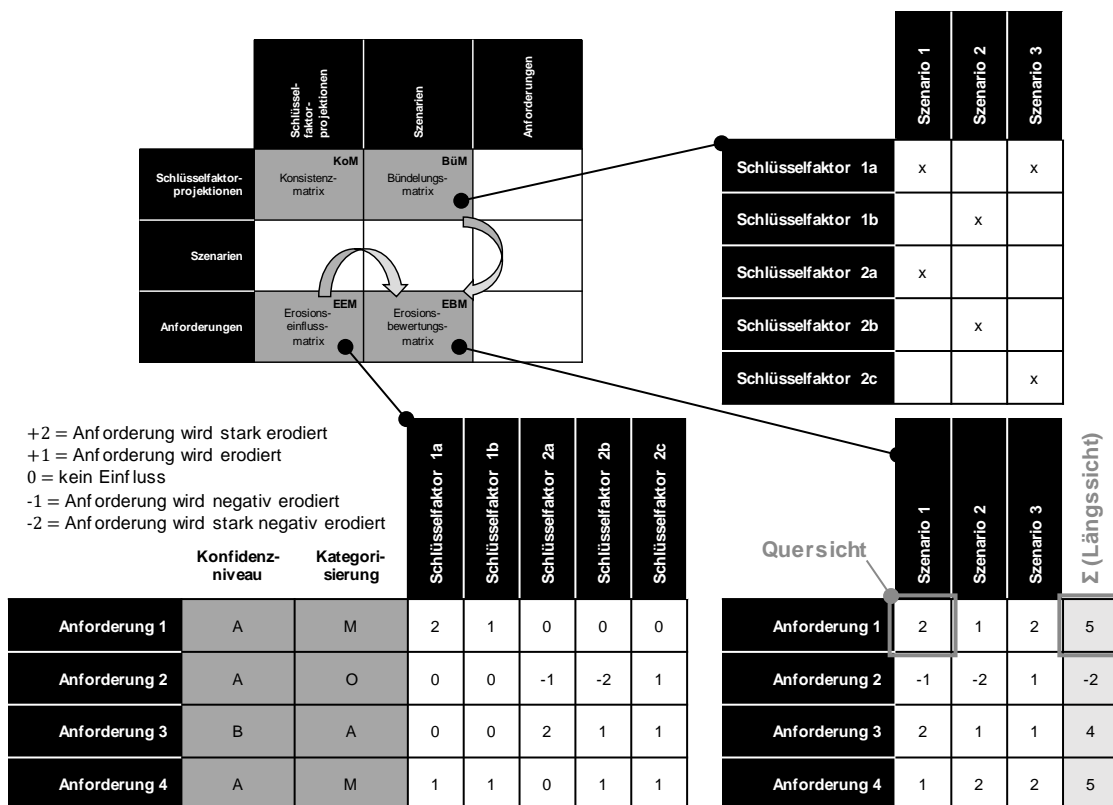 Schlüssel-
faktor-
projektionen
Szenarien
Anforderungen
Schlüsselfaktor-
projektionen
KoM
Konsistenz-
matrix
BüM
Bündelungs-
matrix
Szenarien
Anforderungen
EEM
Erosions-
einfluss-
matrix
EBM
Erosions-
bewertungs-
matrix
Szenario 1 Szenario 2 Szenario 3
Schlüsselfaktor 1a x x
Schlüsselfaktor 1b x
Schlüsselfaktor 2a x
Schlüsselfaktor 2b x
Schlüsselfaktor 2c x
+2 = Anforderung wird stark erodiert
+1 = Anforderung wird erodiert
0 = kein Einfluss
-1 = Anforderung wird negativ erodiert
-2 = Anforderung wird stark negativ erodiert
Konfidenz-
niveau
Kategori-
sierung
Schlüsselfaktor 1a Schlüsselfaktor 1b Schlüsselfaktor 2a Schlüsselfaktor 2b Schlüsselfaktor 2c
Anforderung 1 A M 2 1 0 0 0
Anforderung 2 A O 0 0 -1 -2 1
Anforderung 3 B A 0 0 2 1 1
Anforderung 4 A M 1 1 0 1 1
Quersicht
Szenario 1 Szenario 2 Szenario 3 Σ (Längssicht)
Anforderung 1 2 1 2 5
Anforderung 2 -1 -2 1 -2
Anforderung 3 2 1 1 4
Anforderung 4 1 2 2 5